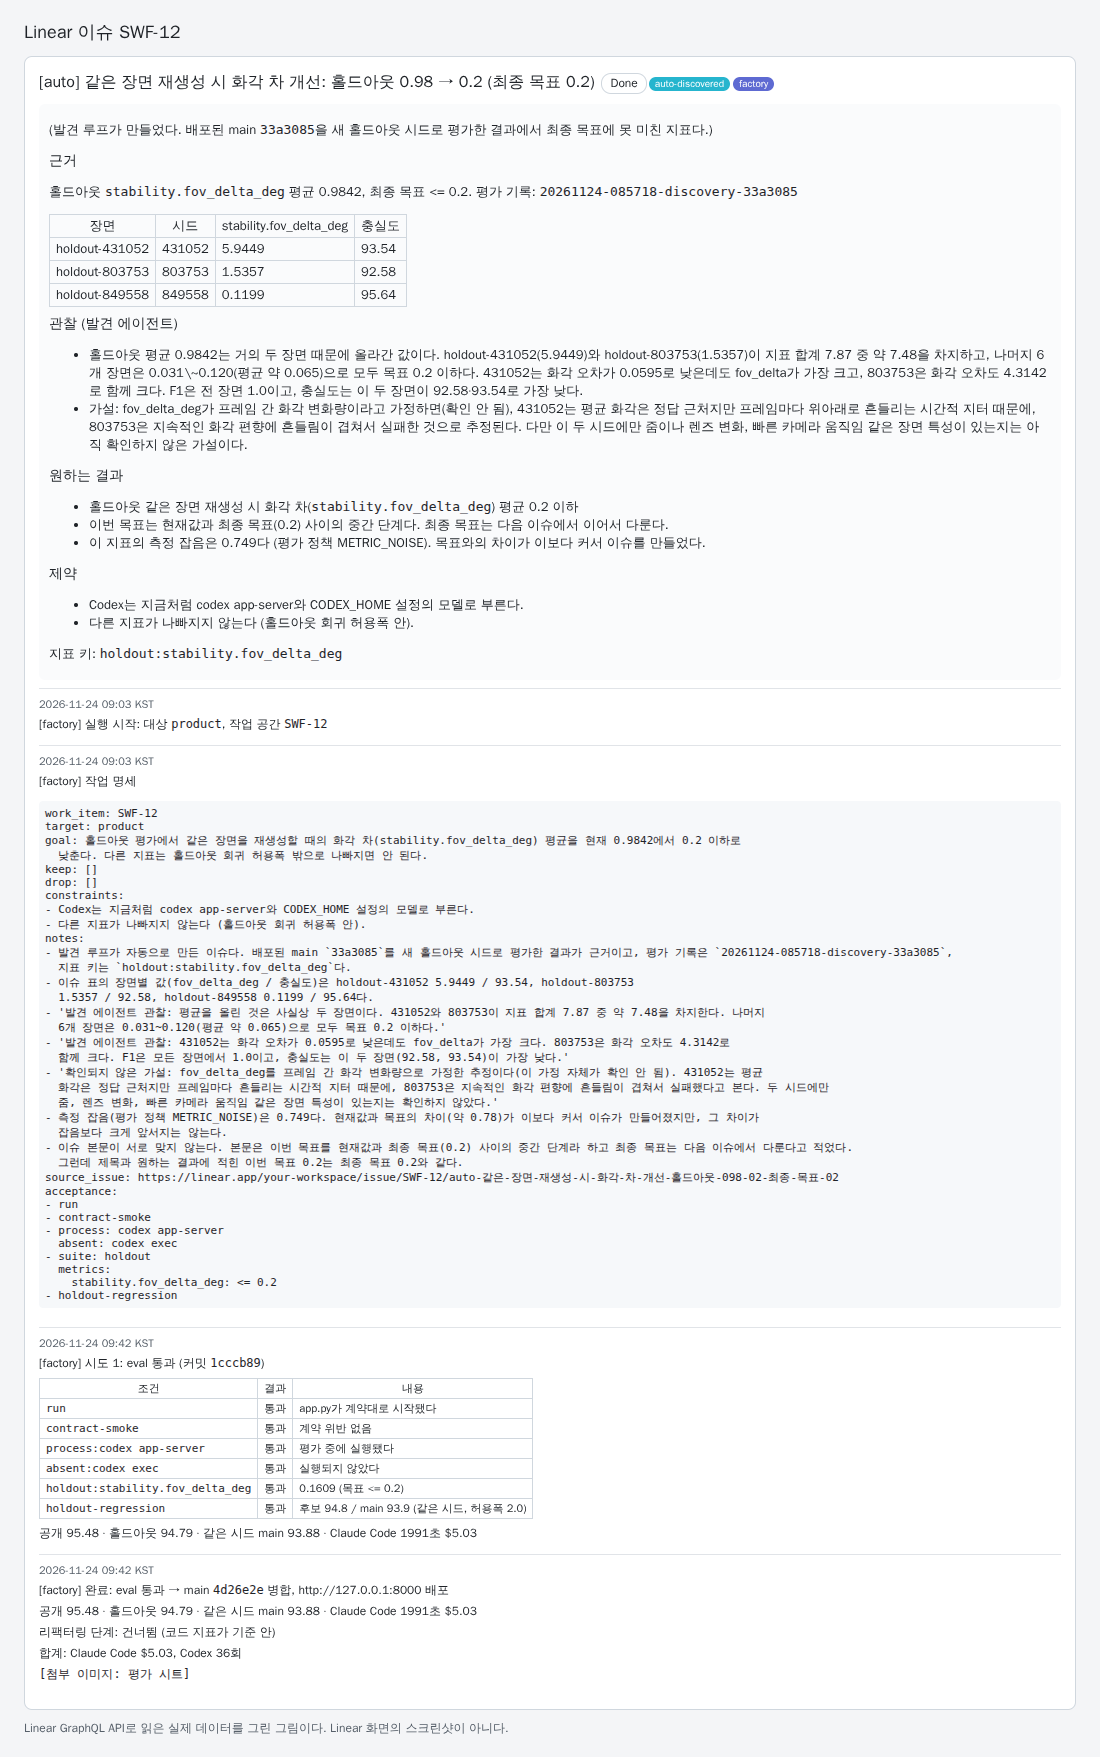 Linear 이슈 SWF-12
[auto] 같은 장면 재생성 시 화각 차 개선: 홀드아웃 0.98 → 0.2 (최종 목표 0.2) Done auto-discovered factory
(발견 루프가 만들었다. 배포된 main 33a3085을 새 홀드아웃 시드로 평가한 결과에서 최종 목표에 못 미친 지표다.)
근거
홀드아웃 stability.fov_delta_deg 평균 0.9842, 최종 목표 <= 0.2. 평가 기록: 20261124-085718-discovery-33a3085
장면 시드 stability.fov_delta_deg 충실도
holdout-431052 431052 5.9449 93.54
holdout-803753 803753 1.5357 92.58
holdout-849558 849558 0.1199 95.64
관찰 (발견 에이전트)
• 홀드아웃 평균 0.9842는 거의 두 장면 때문에 올라간 값이다. holdout-431052(5.9449)와 holdout-803753(1.5357)이 지표 합계 7.87 중 약 7.48을 차지하고, 나머지 6
개 장면은 0.031\~0.120(평균 약 0.065)으로 모두 목표 0.2 이하다. 431052는 화각 오차가 0.0595로 낮은데도 fov_delta가 가장 크고, 803753은 화각 오차도 4.3142
로 함께 크다. F1은 전 장면 1.0이고, 충실도는 이 두 장면이 92.58·93.54로 가장 낮다.
• 가설: fov_delta_deg가 프레임 간 화각 변화량이라고 가정하면(확인 안 됨), 431052는 평균 화각은 정답 근처지만 프레임마다 위아래로 흔들리는 시간적 지터 때문에,
803753은 지속적인 화각 편향에 흔들림이 겹쳐서 실패한 것으로 추정된다. 다만 이 두 시드에만 줌이나 렌즈 변화, 빠른 카메라 움직임 같은 장면 특성이 있는지는 아
직 확인하지 않은 가설이다.
원하는 결과
• 홀드아웃 같은 장면 재생성 시 화각 차(stability.fov_delta_deg) 평균 0.2 이하
• 이번 목표는 현재값과 최종 목표(0.2) 사이의 중간 단계다. 최종 목표는 다음 이슈에서 이어서 다룬다.
• 이 지표의 측정 잡음은 0.749다 (평가 정책 METRIC_NOISE). 목표와의 차이가 이보다 커서 이슈를 만들었다.
제약
• Codex는 지금처럼 codex app-server와 CODEX_HOME 설정의 모델로 부른다.
• 다른 지표가 나빠지지 않는다 (홀드아웃 회귀 허용폭 안).
지표 키: holdout:stability.fov_delta_deg
2026-11-24 09:03 KST
[factory] 실행 시작: 대상 product, 작업 공간 SWF-12
2026-11-24 09:03 KST
[factory] 작업 명세
work_item: SWF-12
target: product
goal: 홀드아웃 평가에서 같은 장면을 재생성할 때의 화각 차(stability.fov_delta_deg) 평균을 현재 0.9842에서 0.2 이하로
낮춘다. 다른 지표는 홀드아웃 회귀 허용폭 밖으로 나빠지면 안 된다.
keep: []
drop: []
constraints:
- Codex는 지금처럼 codex app-server와 CODEX_HOME 설정의 모델로 부른다.
- 다른 지표가 나빠지지 않는다 (홀드아웃 회귀 허용폭 안).
notes:
- 발견 루프가 자동으로 만든 이슈다. 배포된 main `33a3085`를 새 홀드아웃 시드로 평가한 결과가 근거이고, 평가 기록은 `20261124-085718-discovery-33a3085`,
지표 키는 `holdout:stability.fov_delta_deg`다.
- 이슈 표의 장면별 값(fov_delta_deg / 충실도)은 holdout-431052 5.9449 / 93.54, holdout-803753
1.5357 / 92.58, holdout-849558 0.1199 / 95.64다.
- '발견 에이전트 관찰: 평균을 올린 것은 사실상 두 장면이다. 431052와 803753이 지표 합계 7.87 중 약 7.48을 차지한다. 나머지
6개 장면은 0.031~0.120(평균 약 0.065)으로 모두 목표 0.2 이하다.'
- '발견 에이전트 관찰: 431052는 화각 오차가 0.0595로 낮은데도 fov_delta가 가장 크다. 803753은 화각 오차도 4.3142로
함께 크다. F1은 모든 장면에서 1.0이고, 충실도는 이 두 장면(92.58, 93.54)이 가장 낮다.'
- '확인되지 않은 가설: fov_delta_deg를 프레임 간 화각 변화량으로 가정한 추정이다(이 가정 자체가 확인 안 됨). 431052는 평균
화각은 정답 근처지만 프레임마다 흔들리는 시간적 지터 때문에, 803753은 지속적인 화각 편향에 흔들림이 겹쳐서 실패했다고 본다. 두 시드에만
줌, 렌즈 변화, 빠른 카메라 움직임 같은 장면 특성이 있는지는 확인하지 않았다.'
- 측정 잡음(평가 정책 METRIC_NOISE)은 0.749다. 현재값과 목표의 차이(약 0.78)가 이보다 커서 이슈가 만들어졌지만, 그 차이가
잡음보다 크게 앞서지는 않는다.
- 이슈 본문이 서로 맞지 않는다. 본문은 이번 목표를 현재값과 최종 목표(0.2) 사이의 중간 단계라 하고 최종 목표는 다음 이슈에서 다룬다고 적었다.
그런데 제목과 원하는 결과에 적힌 이번 목표 0.2는 최종 목표 0.2와 같다.
source_issue: https://linear.app/your-workspace/issue/SWF-12/auto-같은-장면-재생성-시-화각-차-개선-홀드아웃-098-02-최종-목표-02
acceptance:
- run
- contract-smoke
- process: codex app-server
absent: codex exec
- suite: holdout
metrics:
stability.fov_delta_deg: <= 0.2
- holdout-regression
2026-11-24 09:42 KST
[factory] 시도 1: eval 통과 (커밋 1cccb89)
조건 결과 내용
run 통과 app.py가 계약대로 시작됐다
contract-smoke 통과 계약 위반 없음
process:codex app-server 통과 평가 중에 실행됐다
absent:codex exec 통과 실행되지 않았다
holdout:stability.fov_delta_deg 통과 0.1609 (목표 <= 0.2)
holdout-regression 통과 후보 94.8 / main 93.9 (같은 시드, 허용폭 2.0)
공개 95.48 · 홀드아웃 94.79 · 같은 시드 main 93.88 · Claude Code 1991초 $5.03
2026-11-24 09:42 KST
[factory] 완료: eval 통과 → main 4d26e2e 병합, http://127.0.0.1:8000 배포
공개 95.48 · 홀드아웃 94.79 · 같은 시드 main 93.88 · Claude Code 1991초 $5.03
리팩터링 단계: 건너뜀 (코드 지표가 기준 안)
합계: Claude Code $5.03, Codex 36회
[첨부 이미지: 평가 시트]
Linear GraphQL API로 읽은 실제 데이터를 그린 그림이다. Linear 화면의 스크린샷이 아니다.